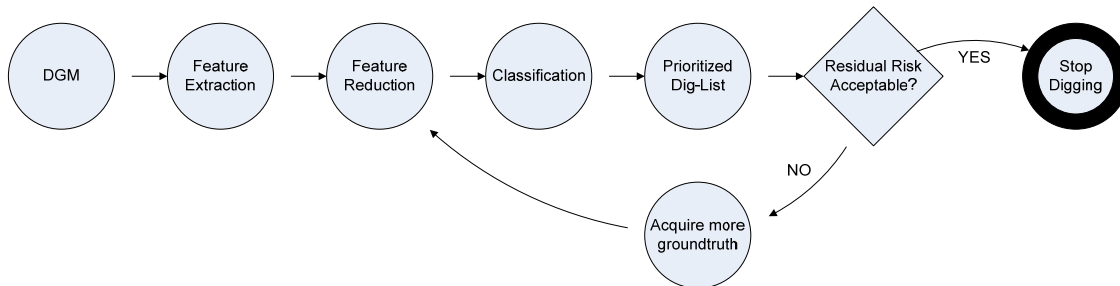 DGM
Feature
Extraction
Feature
Reduction
Classification
Prioritized
Dig-List
Residual Risk
Acceptable?
YES
Stop
Digging
NO
Acquire more
groundtruth